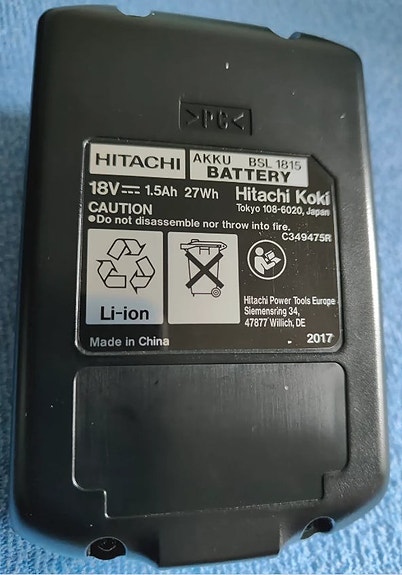 >PC<
HITACHI
AKKU BSL 1815
BATTERY
18V⎓ 1.5Ah 27Wh Hitachi Koki
Tokyo 108-6020, Japan
CAUTION
●Do not disassemble nor throw into fire.
C349475R
Li-ion
Hitachi Power Tools Europe
Siemensring 34,
47877 Willich, DE
Made in China 2017